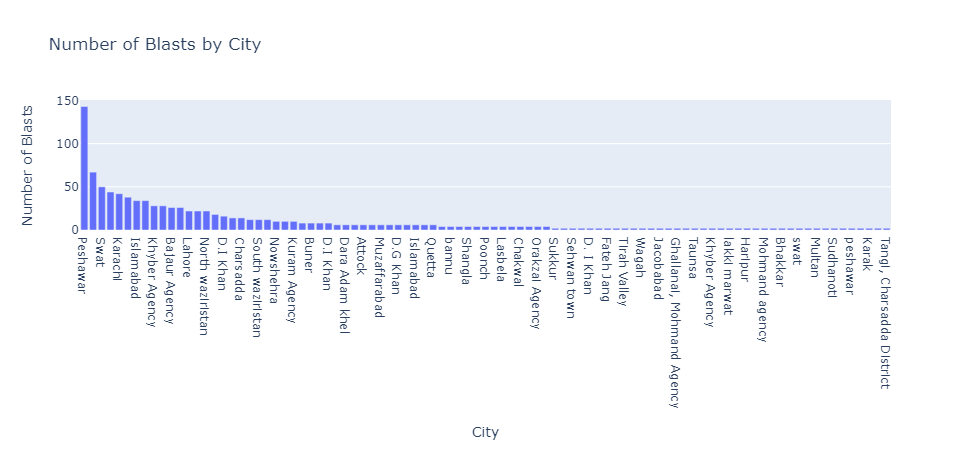 Number of Blasts by City
Number of Blasts
150
100
50
0
Peshawar
Swat
Karachi
Islamabad
Khyber Agency
Bajaur Agency
Lahore
North waziristan
D.I Khan
Charsadda
South waziristan
Nowshehra
Kuram Agency
Buner
D.I Khan
Dara Adam khel
Attock
Muzaffarabad
D.G Khan
Islamabad
Quetta
bannu
Shangla
Poonch
Lasbela
Chakwal
Orakzai Agency
Sukkur
Sehwan town
D. I Khan
Fateh Jang
Tirah Valley
Wagah
Jacobabad
Ghallanai, Mohmand Agency
Taunsa
Khyber Agency
lakki marwat
Haripur
Mohmand agency
Bhakkar
swat
Multan
Sudhanoti
peshawar
Karak
Tangi, Charsadda District
City